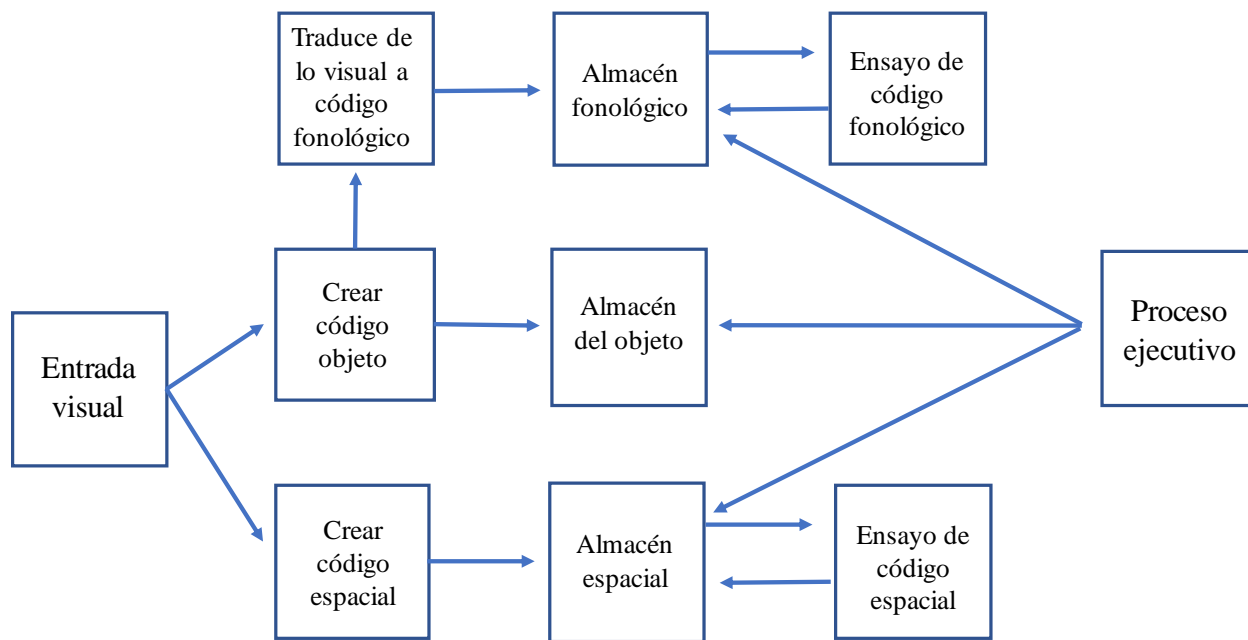 Traduce de
lo visual a
código
fonológico
Almacén
fonológico
Ensayo de
código
fonológico
Crear
código
objeto
Almacén
del objeto
Proceso
ejecutivo
Entrada
visual
Crear
código
espacial
Almacén
espacial
Ensayo de
código
espacial